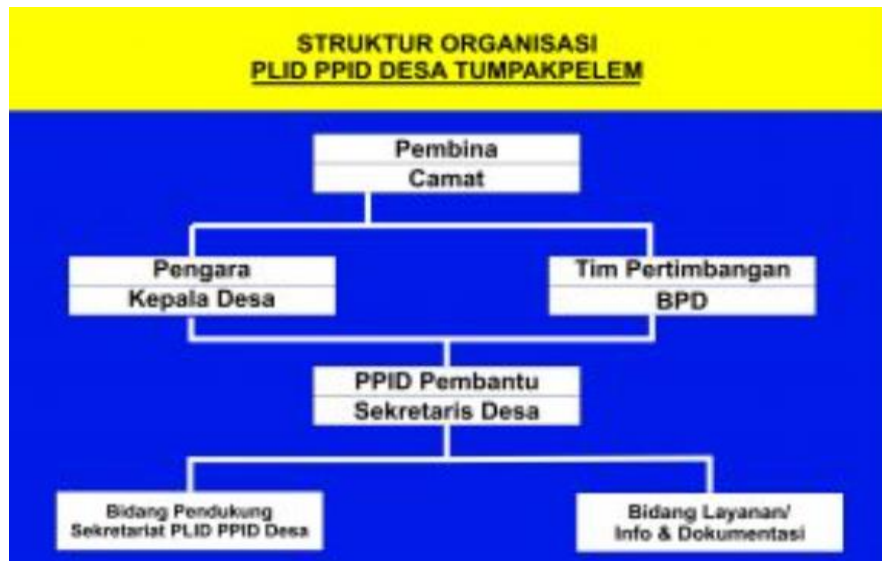 STRUKTUR ORGANISASI
PLID PPID DESA TUMPAKPELEM
Pembina
Camat
Pengara
Kepala Desa
Tim Pertimbangan
BPD
PPID Pembantu
Sekretaris Desa
Bidang Pendukung
Sekretariat PLID PPID Desa
Bidang Layanan/
Info & Dokumentasi